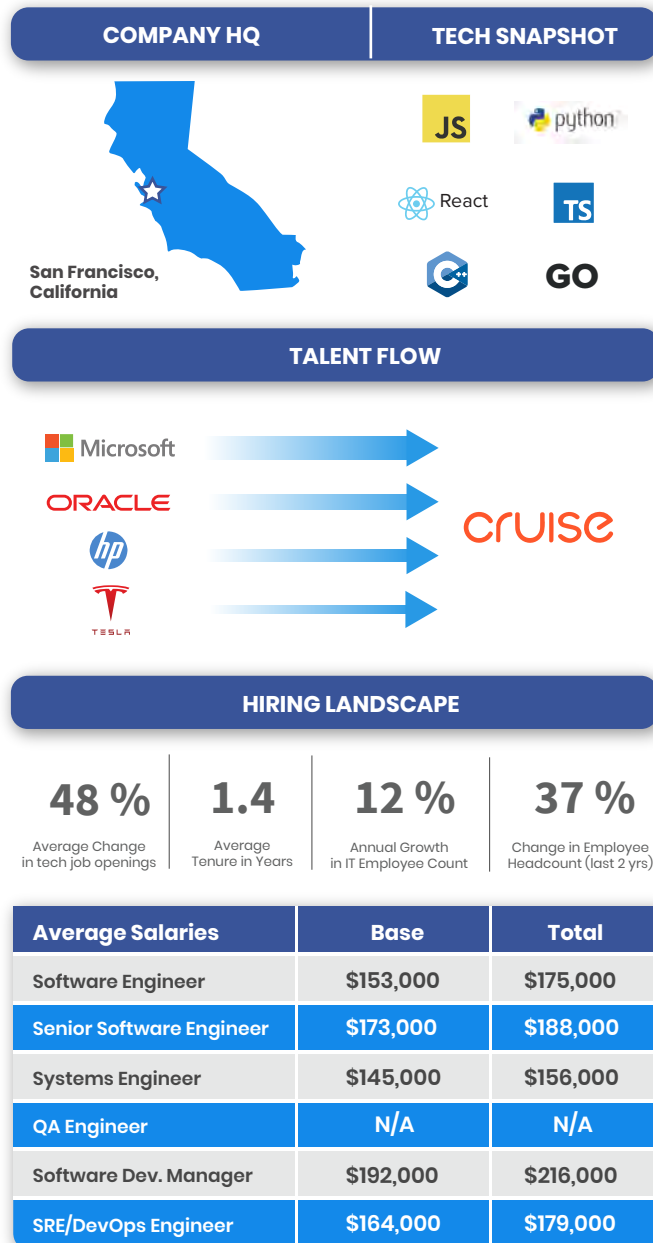 COMPANY HQ
TECH SNAPSHOT
JS
python
React
TS
C++
GO
San Francisco,
California
TALENT FLOW
Microsoft
ORACLE
hp
TESLA
cruise
HIRING LANDSCAPE
48 %
Average Change
in tech job openings
1.4
Average
Tenure in Years
12 %
Annual Growth
in IT Employee Count
37 %
Change in Employee
Headcount (last 2 yrs)
Average Salaries Base Total
Software Engineer $153,000 $175,000
Senior Software Engineer $173,000 $188,000
Systems Engineer $145,000 $156,000
QA Engineer N/A N/A
Software Dev. Manager $192,000 $216,000
SRE/DevOps Engineer $164,000 $179,000